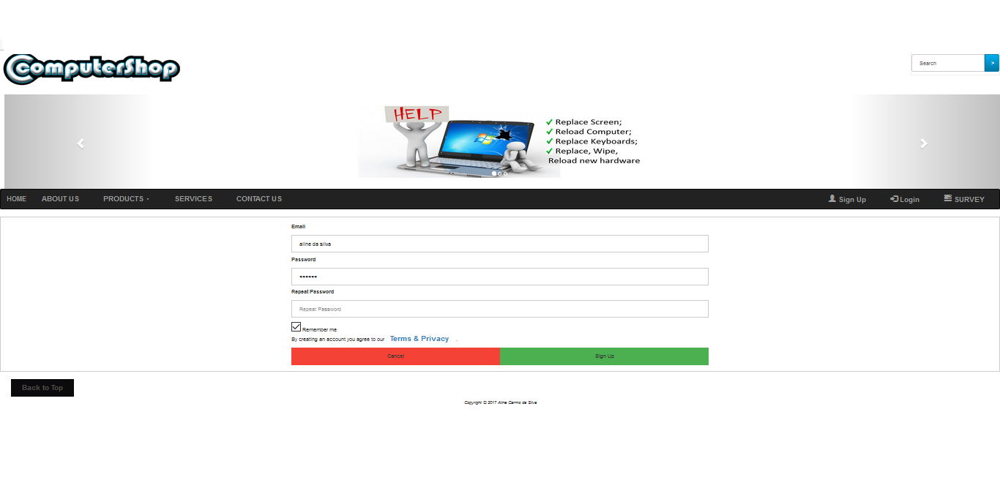 ComputerShop
Search >
HELP
Replace Screen;
Reload Computer;
Replace Keyboards;
Replace, Wipe,
Reload new hardware
HOME ABOUT US PRODUCTS SERVICES CONTACT US Sign Up Login SURVEY
Email
aline da silva
Password
******
Repeat Password
Repeat Password
Remember me
By creating an account you agree to our Terms & Privacy .
Cancel Sign Up
Back to Top
Copyright © 2017 Aline Carmo da Silva